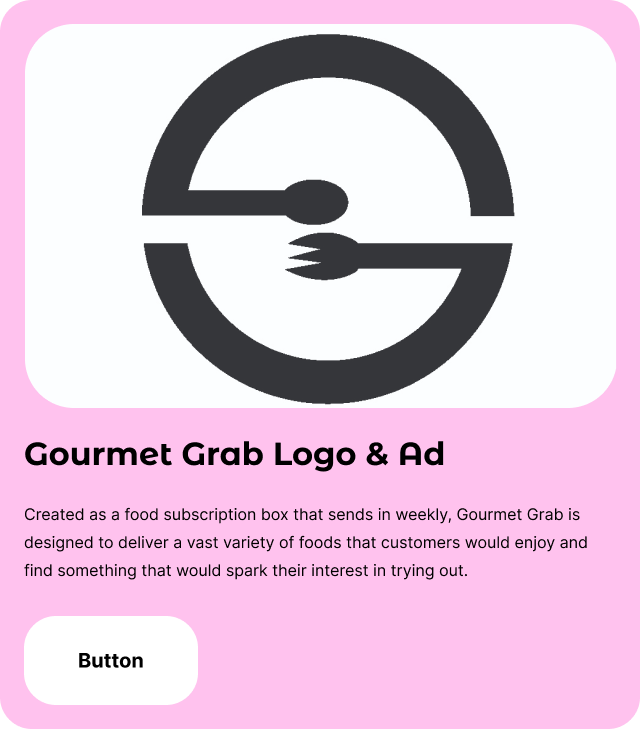 Gourmet Grab Logo & Ad
Created as a food subscription box that sends in weekly, Gourmet Grab is
designed to deliver a vast variety of foods that customers would enjoy and
find something that would spark their interest in trying out.
Button